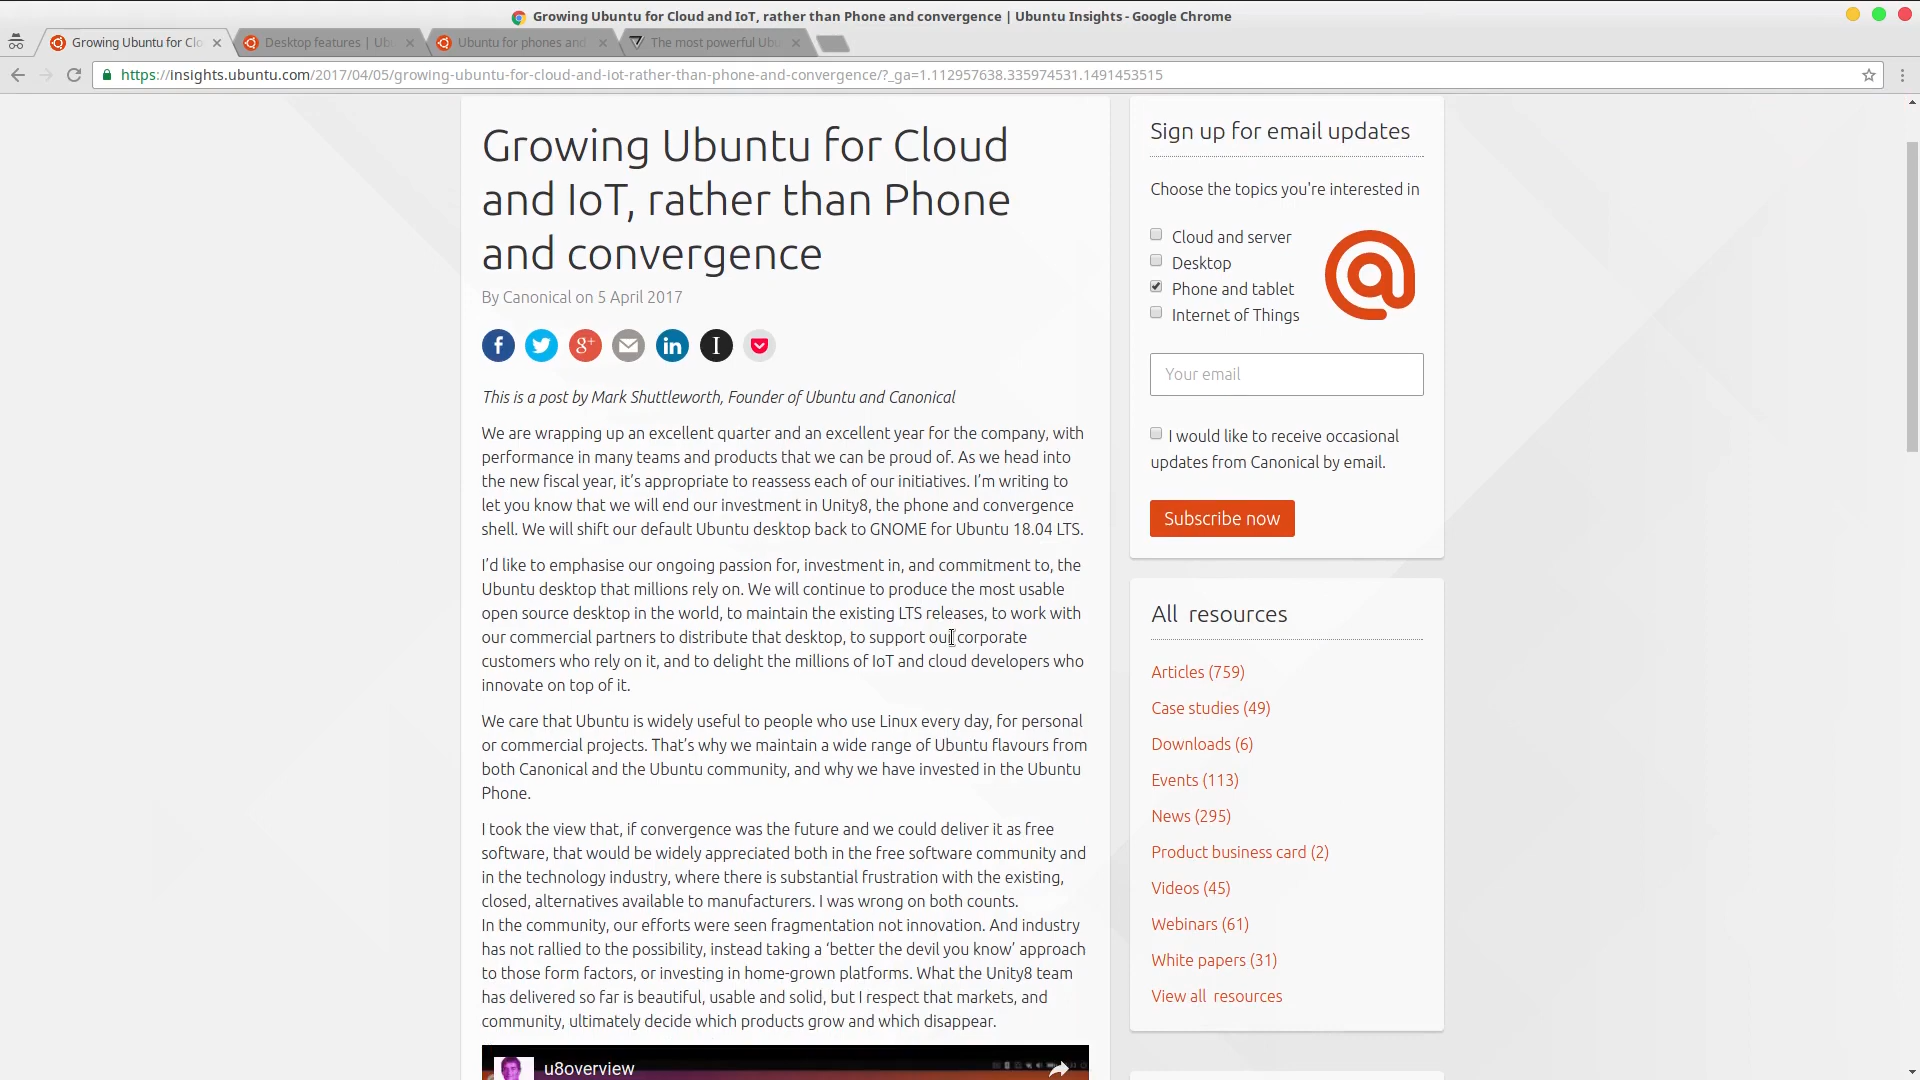 Growing Ubuntu for Cloud and IoT, rather than Phone and convergence | Ubuntu Insights - Google Chrome
Growing Ubuntu for Clo
Desktop features | Ub
Ubuntu for phones and
The most powerful Ubu
https://insights.ubuntu.com/2017/04/05/growing-ubuntu-for-cloud-and-iot-rather-than-phone-and-convergence/?_ga=1.112957638.335974531.1491453515
Growing Ubuntu for Cloud
and IoT, rather than Phone
and convergence
By Canonical on 5 April 2017
This is a post by Mark Shuttleworth, Founder of Ubuntu and Canonical
We are wrapping up an excellent quarter and an excellent year for the company, with
performance in many teams and products that we can be proud of. As we head into
the new fiscal year, it’s appropriate to reassess each of our initiatives. I’m writing to
let you know that we will end our investment in Unity8, the phone and convergence
shell. We will shift our default Ubuntu desktop back to GNOME for Ubuntu 18.04 LTS.
I’d like to emphasise our ongoing passion for, investment in, and commitment to, the
Ubuntu desktop that millions rely on. We will continue to produce the most usable
open source desktop in the world, to maintain the existing LTS releases, to work with
our commercial partners to distribute that desktop, to support our corporate
customers who rely on it, and to delight the millions of IoT and cloud developers who
innovate on top of it.
We care that Ubuntu is widely useful to people who use Linux every day, for personal
or commercial projects. That’s why we maintain a wide range of Ubuntu flavours from
both Canonical and the Ubuntu community, and why we have invested in the Ubuntu
Phone.
I took the view that, if convergence was the future and we could deliver it as free
software, that would be widely appreciated both in the free software community and
in the technology industry, where there is substantial frustration with the existing,
closed, alternatives available to manufacturers. I was wrong on both counts.
In the community, our efforts were seen fragmentation not innovation. And industry
has not rallied to the possibility, instead taking a ‘better the devil you know’ approach
to those form factors, or investing in home-grown platforms. What the Unity8 team
has delivered so far is beautiful, usable and solid, but I respect that markets, and
community, ultimately decide which products grow and which disappear.
u8overview
Sign up for email updates
Choose the topics you're interested in
Cloud and server
Desktop
Phone and tablet
Internet of Things
Your email
I would like to receive occasional
updates from Canonical by email.
Subscribe now
All resources
Articles (759)
Case studies (49)
Downloads (6)
Events (113)
News (295)
Product business card (2)
Videos (45)
Webinars (61)
White papers (31)
View all resources